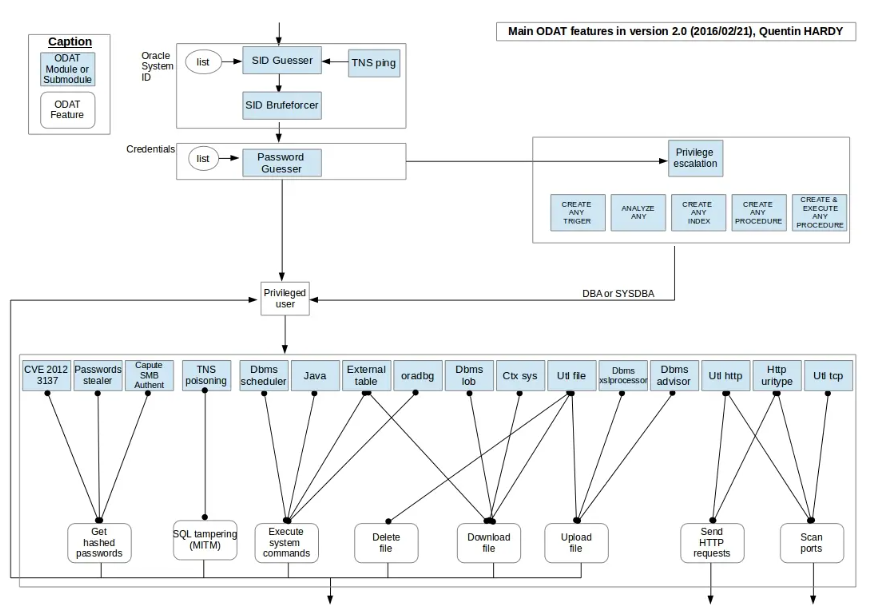 Main ODAT features in version 2.0 (2016/02/21), Quentin HARDY
Caption
ODAT
Module or
Submodule
ODAT
Feature
Oracle
System
ID
list
SID Guesser
TNS ping
SID Brufeforcer
Credentials
list
Password
Guesser
Privilege
escalation
CREATE
ANY
TRIGER
ANALYZE
ANY
CREATE
ANY
INDEX
CREATE
ANY
PROCEDURE
CREATE &
EXECUTE
ANY
PROCEDURE
DBA or SYSDBA
Privileged
user
CVE 2012
3137
Passwords
stealer
Capute
SMB
Authent
TNS
poisoning
Dbms
scheduler
Java
External
table
oradbg
Dbms
lob
Ctx sys
Utl file
Dbms
xslprocessor
Dbms
advisor
Utl http
Http
uritype
Utl tcp
Get
hashed
passwords
SQL tampering
(MITM)
Execute
system
commands
Delete
file
Download
file
Upload
file
Send
HTTP
requests
Scan
ports